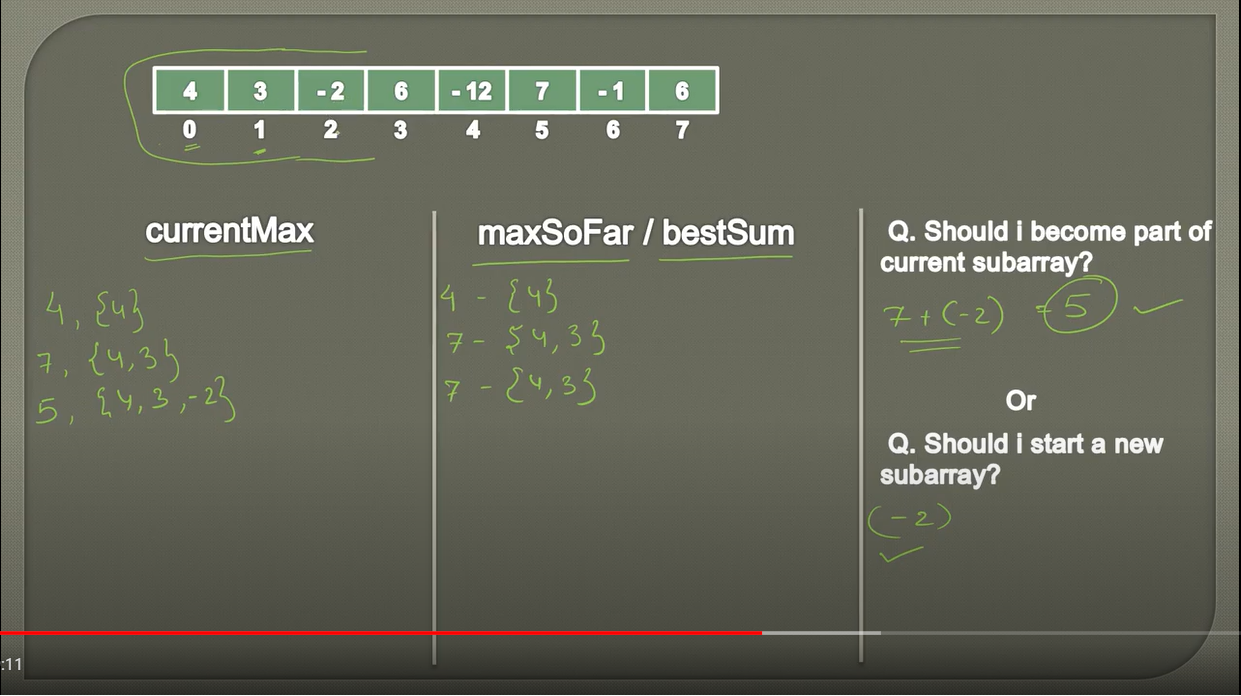 4 3 -2 6 -12 7 -1 6
0 1 2 3 4 5 6 7
currentMax
4, {4}
7, {4,3}
5, {4,3,-2}
maxSoFar / bestSum
4 - {4}
7 - {4,3}
7 - {4,3}
Q. Should i become part of
current subarray?
7+(-2) = 5 ✓
Or
Q. Should i start a new
subarray?
(-2)
✓
:11